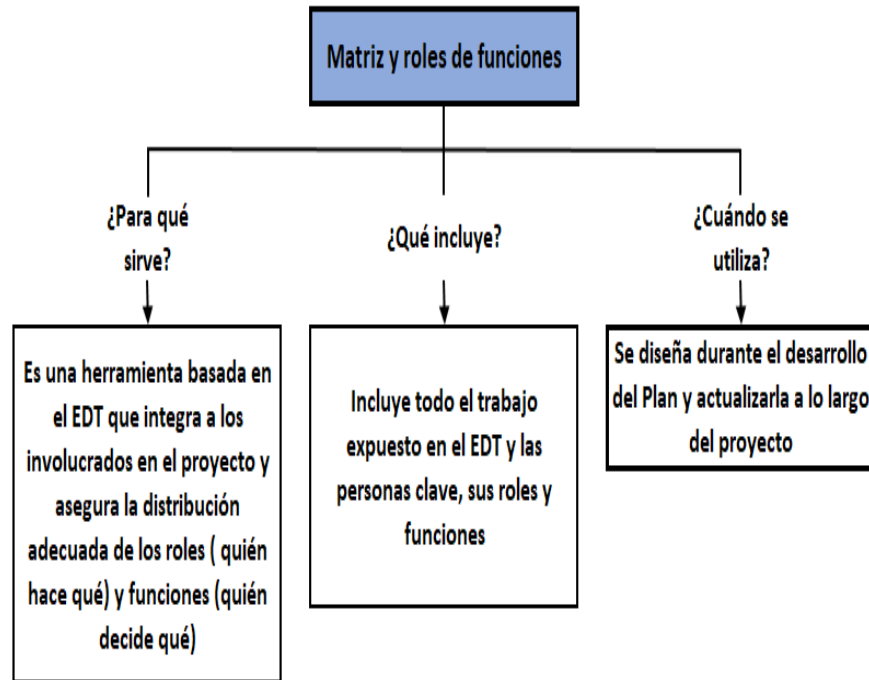 Matriz y roles de funciones
¿Para qué
sirve?
Es una herramienta basada en
el EDT que integra a los
involucrados en el proyecto y
asegura la distribución
adecuada de los roles ( quién
hace qué) y funciones (quién
decide qué)
¿Qué incluye?
Incluye todo el trabajo
expuesto en el EDT y las
personas clave, sus roles y
funciones
¿Cuándo se
utiliza?
Se diseña durante el desarrollo
del Plan y actualizarla a lo largo
del proyecto